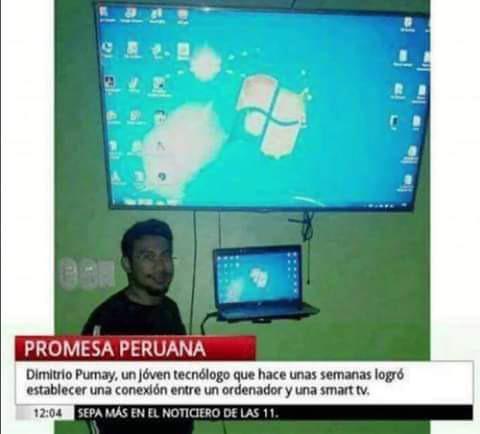 PROMESA PERUANA
Dimitrio Pumay, un jóven tecnólogo que hace unas semanas logró
establecer una conexión entre un ordenador y una smart tv.
12:04 SEPA MÁS EN EL NOTICIERO DE LAS 11.